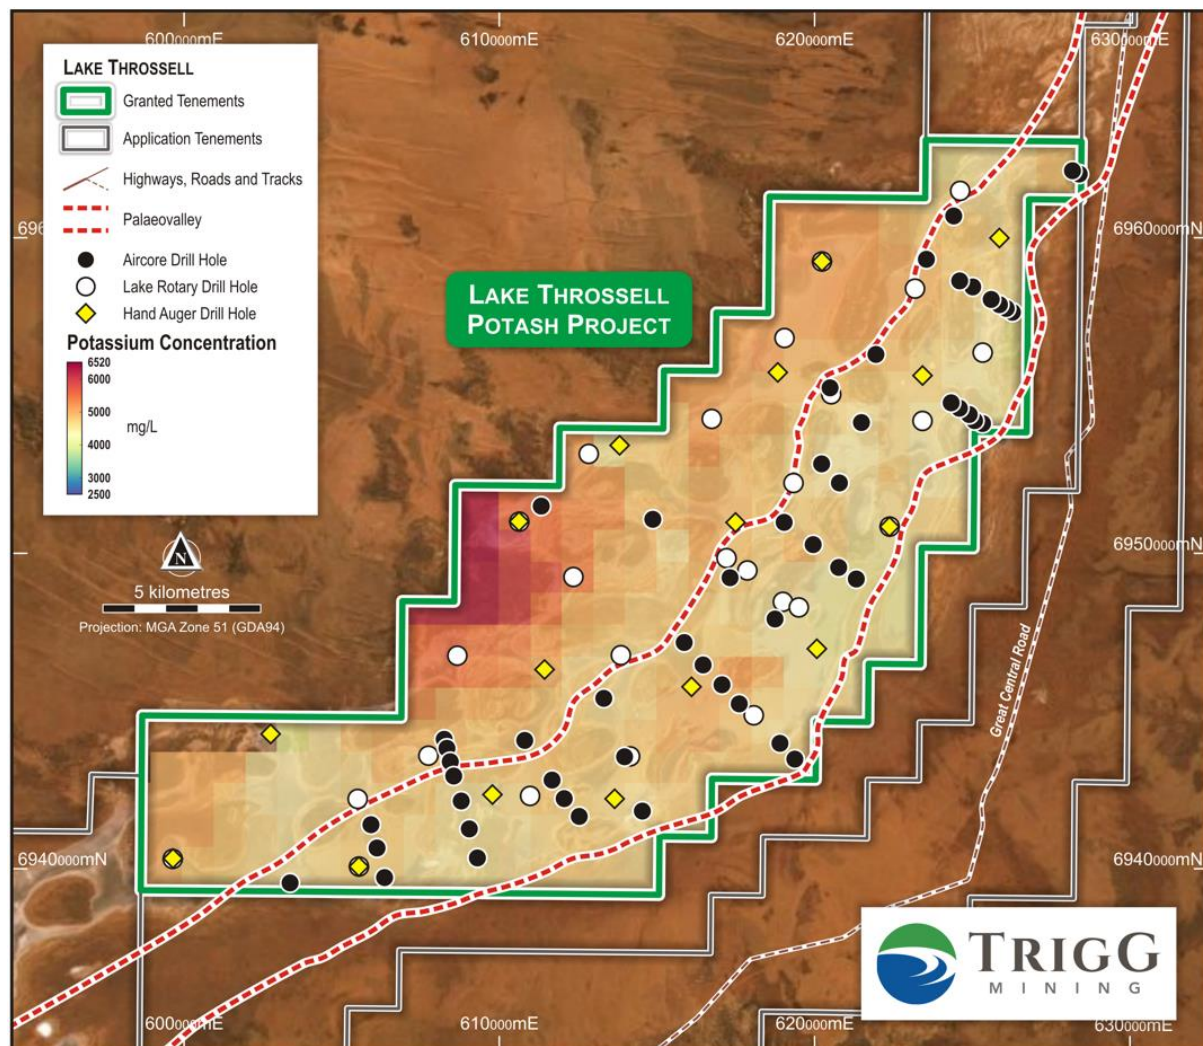 600000mE
610000mE
620000mE
630000mE
LAKE THROSSELL
Granted Tenements
Application Tenements
Highways, Roads and Tracks
Palaeovalley
Aircore Drill Hole
Lake Rotary Drill Hole
Hand Auger Drill Hole
Potassium Concentration
6520
6000
5000
4000
3000
2500
mg/L
696
6960000mN
LAKE THROSSELL
POTASH PROJECT
N
5 kilometres
Projection: MGA Zone 51 (GDA94)
6950000mN
Great Central Road
6940000mN
6940000mN
TRIGG
MINING
600000mE
610000mE
620000mE
630000mE